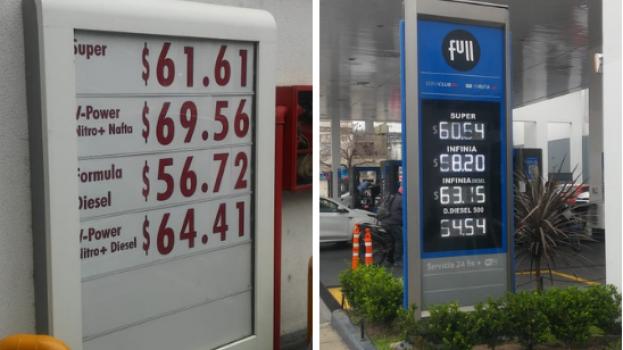 Super $61.61
V-Power
Nitro+ Nafta $69.56
Formula
Diesel $56.72
V-Power
Nitro+ Diesel $64.41
full
SERVICLUB
SUPER
$60.54
INFINIA
$58.20
INFINIA DIESEL
$63.15
D.DIESEL 500
54.54
Servicio 24 hs